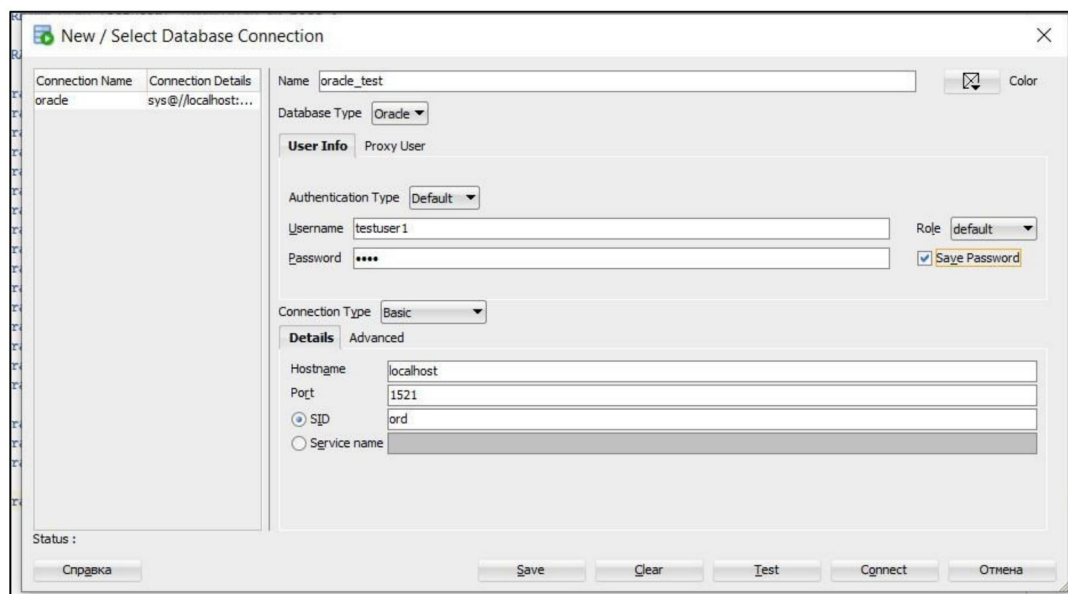 New / Select Database Connection
Connection Name Connection Details
oracle sys@//localhost:...
Name oracle_test Color
Database Type Oracle
User Info Proxy User
Authentication Type Default
Username testuser1 Role default
Password •••• Save Password
Connection Type Basic
Details Advanced
Hostname localhost
Port 1521
SID ord
Service name
Status :
Справка Save Clear Test Connect Отмена